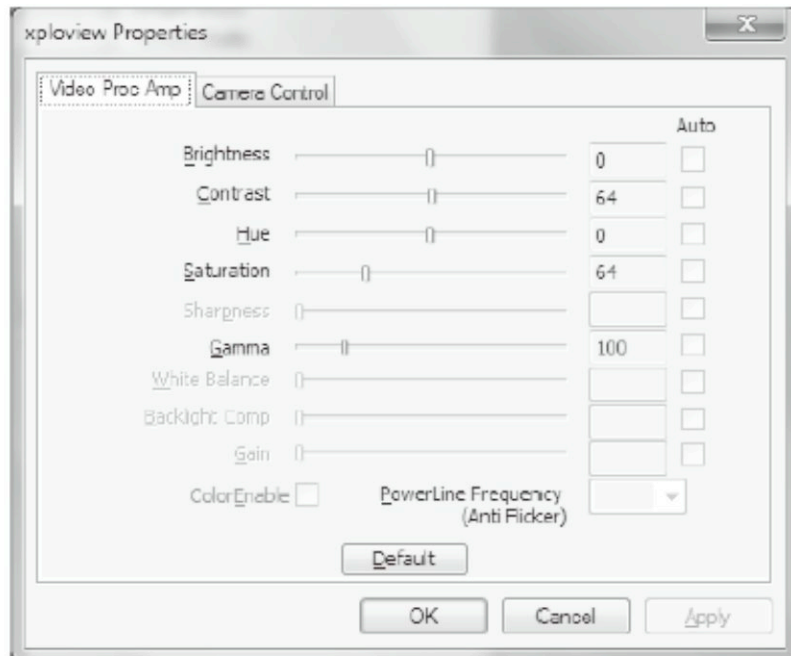 xploview Properties
X
Video Proc Amp
Camera Control
Auto
Brightness 0
Contrast 64
Hue 0
Saturation 64
Sharpness
Gamma 100
White Balance
Backlight Comp
Gain
ColorEnable
PowerLine Frequency
(Anti Flicker)
Default
OK
Cancel
Apply